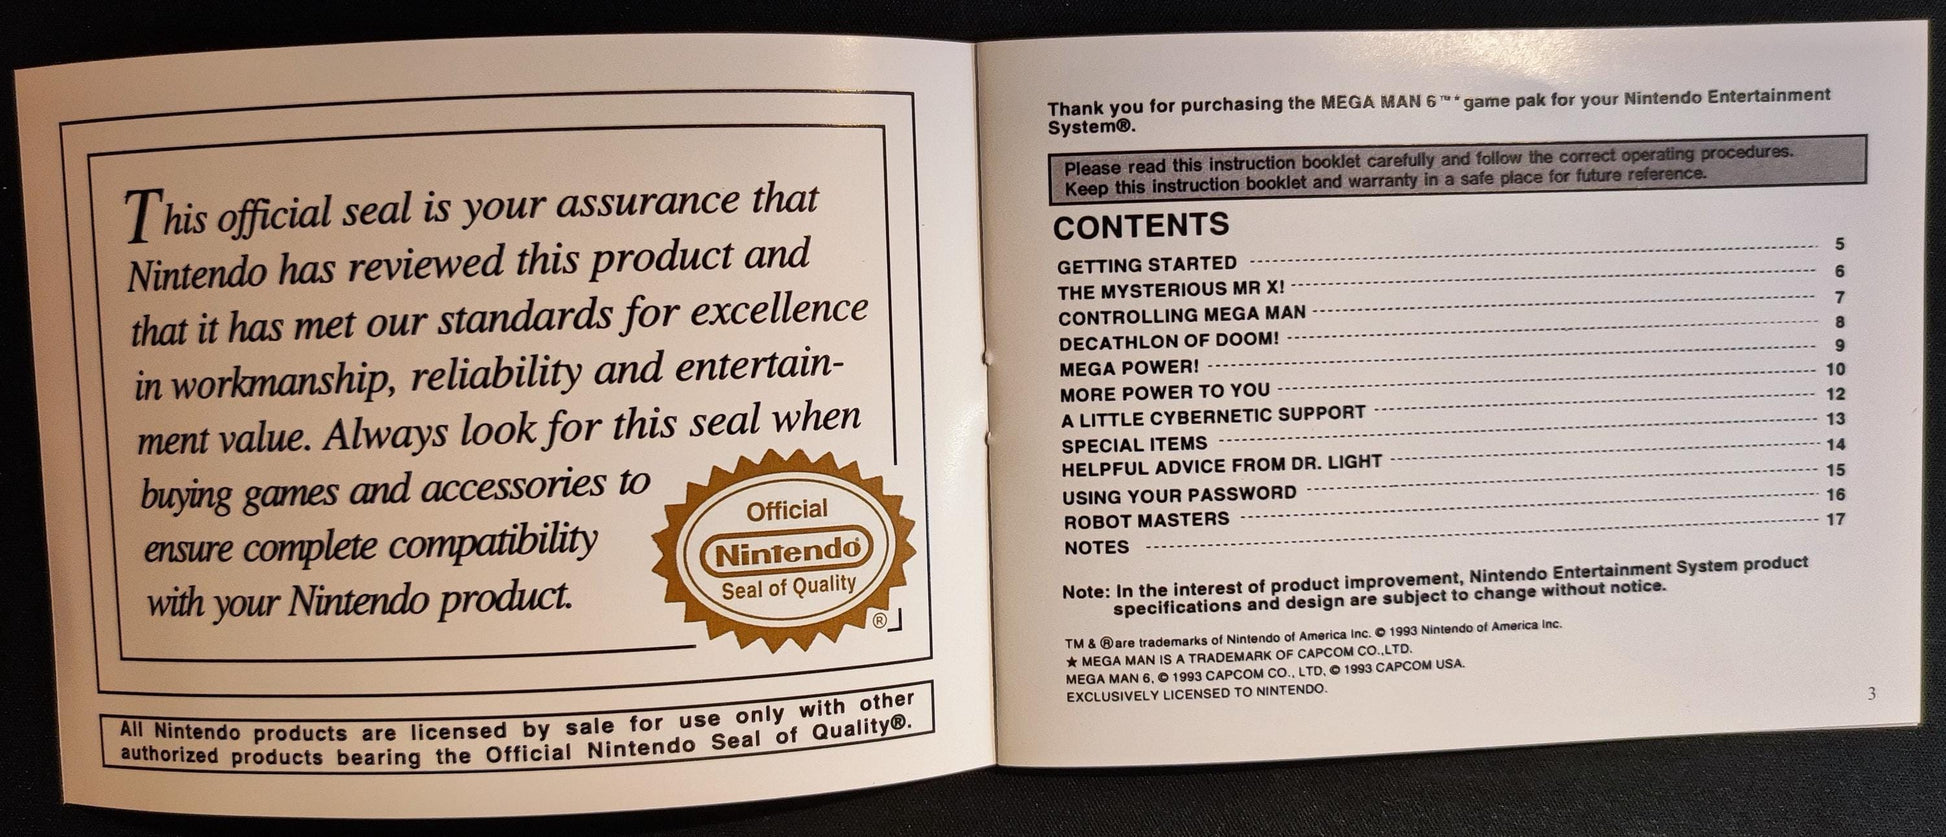 This official seal is your assurance that
Nintendo has reviewed this product and
that it has met our standards for excellence
in workmanship, reliability and entertain-
ment value. Always look for this seal when
buying games and accessories to
ensure complete compatibility
with your Nintendo product.
Official
Nintendo®
Seal of Quality
®
All Nintendo products are licensed by sale for use only with other
authorized products bearing the Official Nintendo Seal of Quality®.
Thank you for purchasing the MEGA MAN 6™* game pak for your Nintendo Entertainment
System®.
Please read this instruction booklet carefully and follow the correct operating procedures.
Keep this instruction booklet and warranty in a safe place for future reference.
CONTENTS
GETTING STARTED 5
THE MYSTERIOUS MR X! 6
CONTROLLING MEGA MAN 7
DECATHLON OF DOOM! 8
MEGA POWER! 9
MORE POWER TO YOU 10
A LITTLE CYBERNETIC SUPPORT 12
SPECIAL ITEMS 13
HELPFUL ADVICE FROM DR. LIGHT 14
USING YOUR PASSWORD 15
ROBOT MASTERS 16
NOTES 17
Note: In the interest of product improvement, Nintendo Entertainment System product
specifications and design are subject to change without notice.
TM & ® are trademarks of Nintendo of America Inc. © 1993 Nintendo of America Inc.
★ MEGA MAN IS A TRADEMARK OF CAPCOM CO.,LTD.
MEGA MAN 6, © 1993 CAPCOM CO., LTD, © 1993 CAPCOM USA.
EXCLUSIVELY LICENSED TO NINTENDO.
3